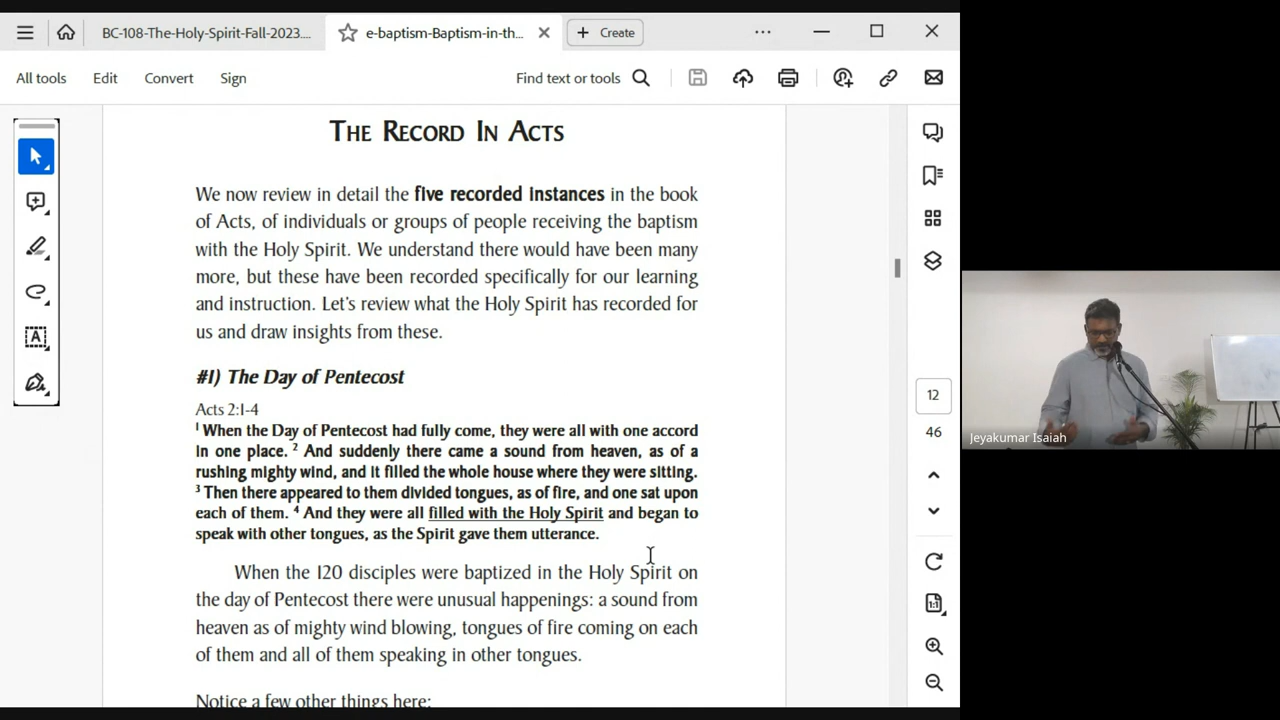 BC-108-The-Holy-Spirit-Fall-2023....
e-baptism-Baptism-in-th...
Create
All tools
Edit
Convert
Sign
Find text or tools
THE RECORD IN ACTS
We now review in detail the five recorded instances in the book
of Acts, of individuals or groups of people receiving the baptism
with the Holy Spirit. We understand there would have been many
more, but these have been recorded specifically for our learning
and instruction. Let's review what the Holy Spirit has recorded for
us and draw insights from these.
#1) The Day of Pentecost
Acts 2:1-4
1 When the Day of Pentecost had fully come, they were all with one accord
in one place. 2 And suddenly there came a sound from heaven, as of a
rushing mighty wind, and it filled the whole house where they were sitting.
3 Then there appeared to them divided tongues, as of fire, and one sat upon
each of them. 4 And they were all filled with the Holy Spirit and began to
speak with other tongues, as the Spirit gave them utterance.
When the 120 disciples were baptized in the Holy Spirit on
the day of Pentecost there were unusual happenings: a sound from
heaven as of mighty wind blowing, tongues of fire coming on each
of them and all of them speaking in other tongues.
Notice a few other things here:
12
46
1:1
Jeyakumar Isaiah